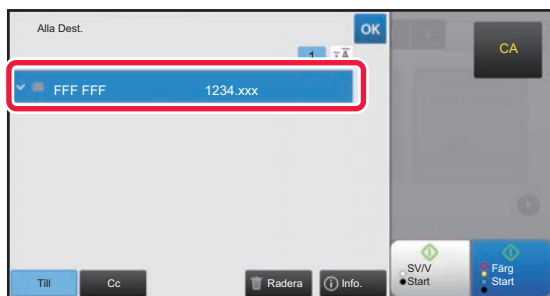 Alla Dest.
OK
1
CA
FFF FFF 1234.xxx
Till
Cc
Radera
Info.
SV/V
Start
Färg
Start